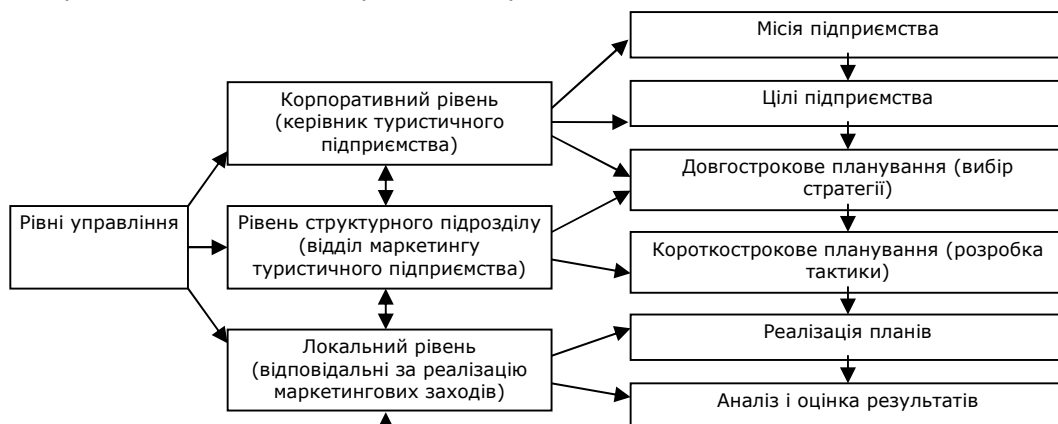 Рівні управління
Корпоративний рівень
(керівник туристичного
підприємства)
Рівень структурного підрозділу
(відділ маркетингу
туристичного підприємства)
Локальний рівень
(відповідальні за реалізацію
маркетингових заходів)
Місія підприємства
Цілі підприємства
Довгострокове планування (вибір
стратегії)
Короткострокове планування (розробка
тактики)
Реалізація планів
Аналіз і оцінка результатів